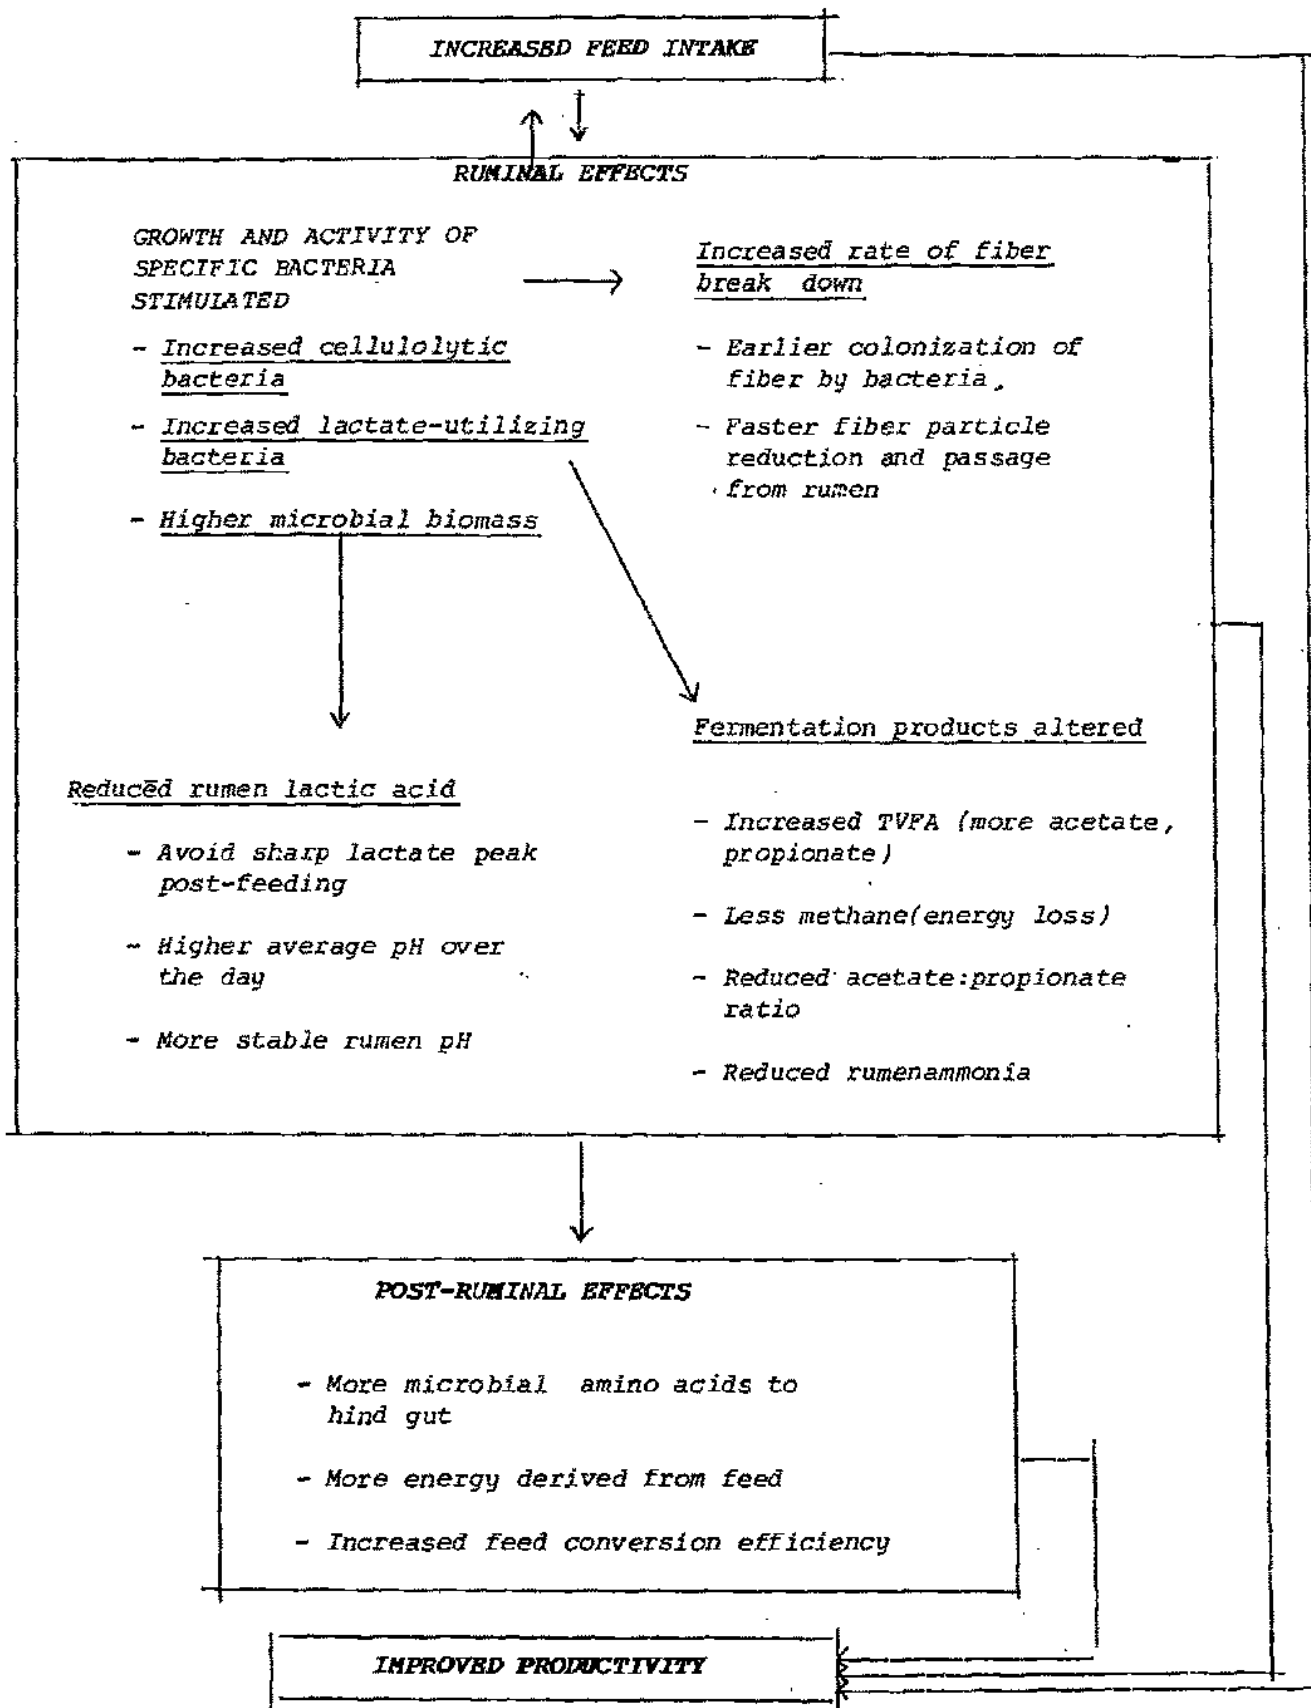 INCREASED FEED INTAKE
RUMINAL EFFECTS
GROWTH AND ACTIVITY OF
SPECIFIC BACTERIA
STIMULATED
- Increased cellulolytic
bacteria
- Increased lactate-utilizing
bacteria
- Higher microbial biomass
Increased rate of fiber
break down
- Earlier colonization of
fiber by bacteria.
- Faster fiber particle
reduction and passage
from rumen
Reduced rumen lactic acid
- Avoid sharp lactate peak
post-feeding
- Higher average pH over
the day
- More stable rumen pH
Fermentation products altered
- Increased TVFA (more acetate,
propionate)
- Less methane(energy loss)
- Reduced acetate:propionate
ratio
- Reduced rumenammonia
POST-RUMINAL EFFECTS
- More microbial amino acids to
hind gut
- More energy derived from feed
- Increased feed conversion efficiency
IMPROVED PRODUCTIVITY